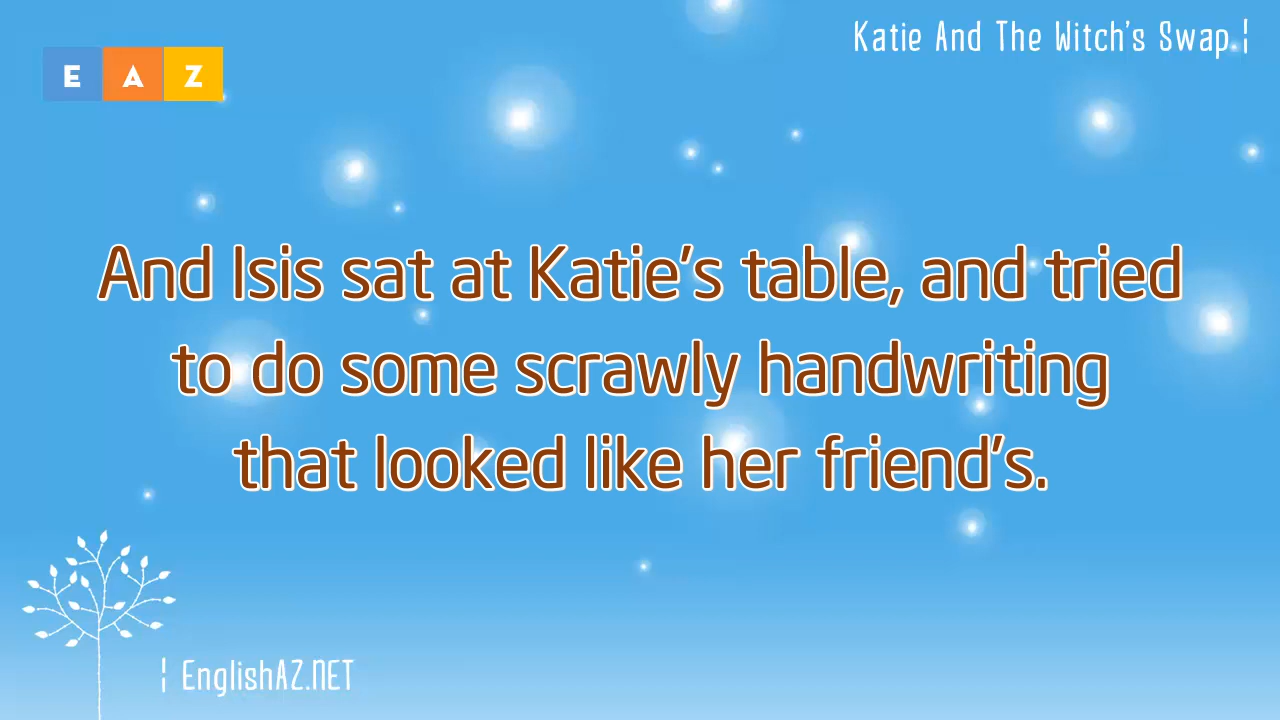 E A Z
Katie And The Witch's Swap ¦
And Isis sat at Katie's table, and tried
to do some scrawly handwriting
that looked like her friend's.
¦ EnglishAZ.NET